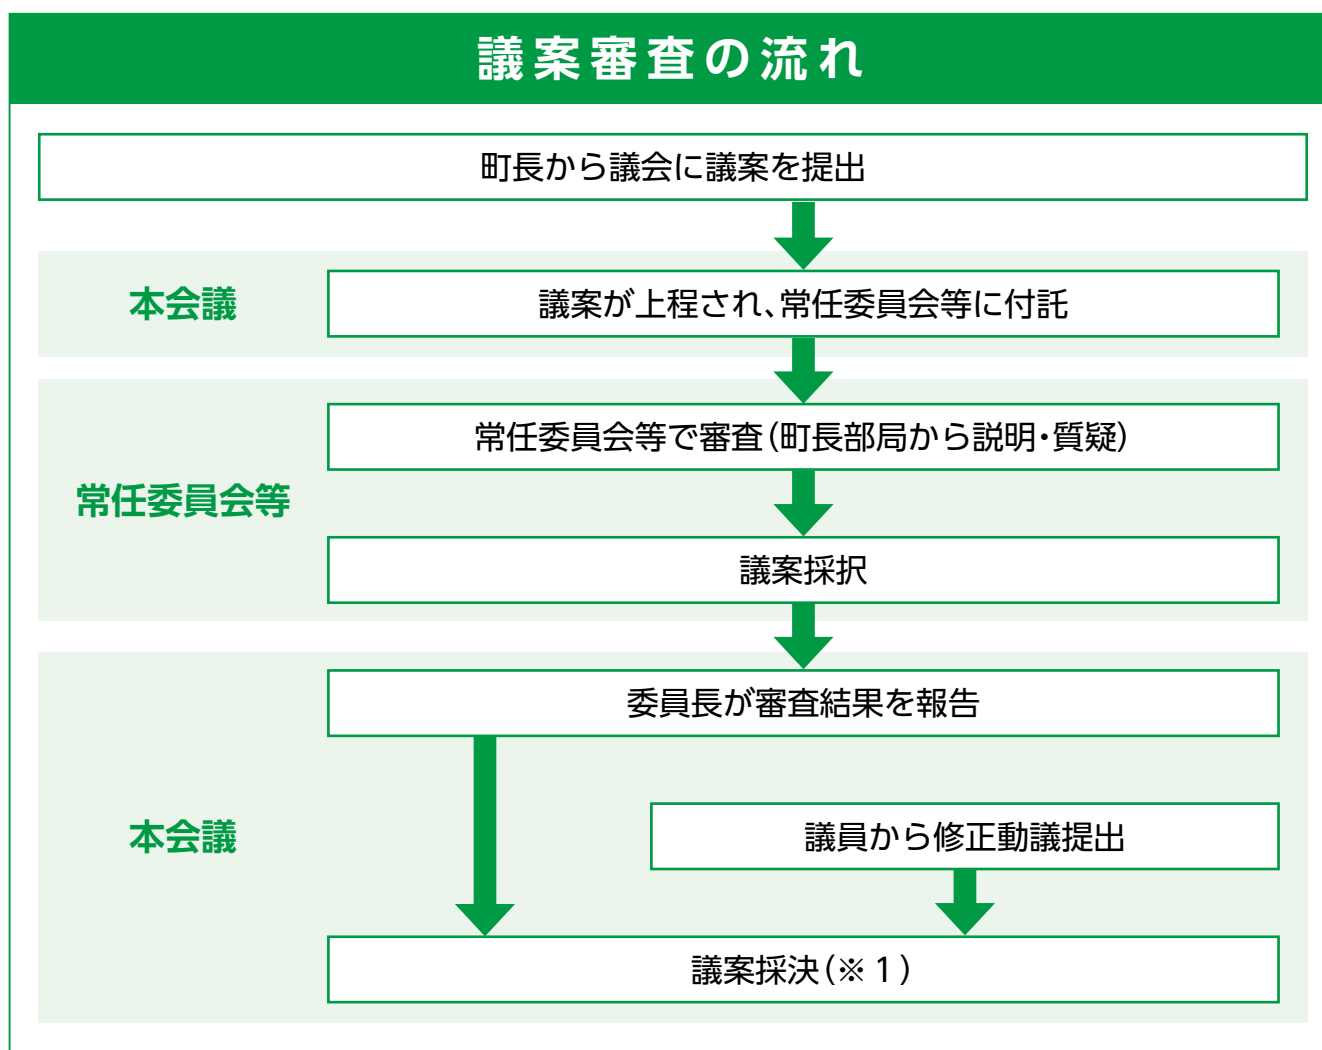 議案審査の流れ
町長から議会に議案を提出
本会議
議案が上程され、常任委員会等に付託
常任委員会等
常任委員会等で審査（町長部局から説明・質疑）
議案採択
本会議
委員長が審査結果を報告
議員から修正動議提出
議案採決（※１）